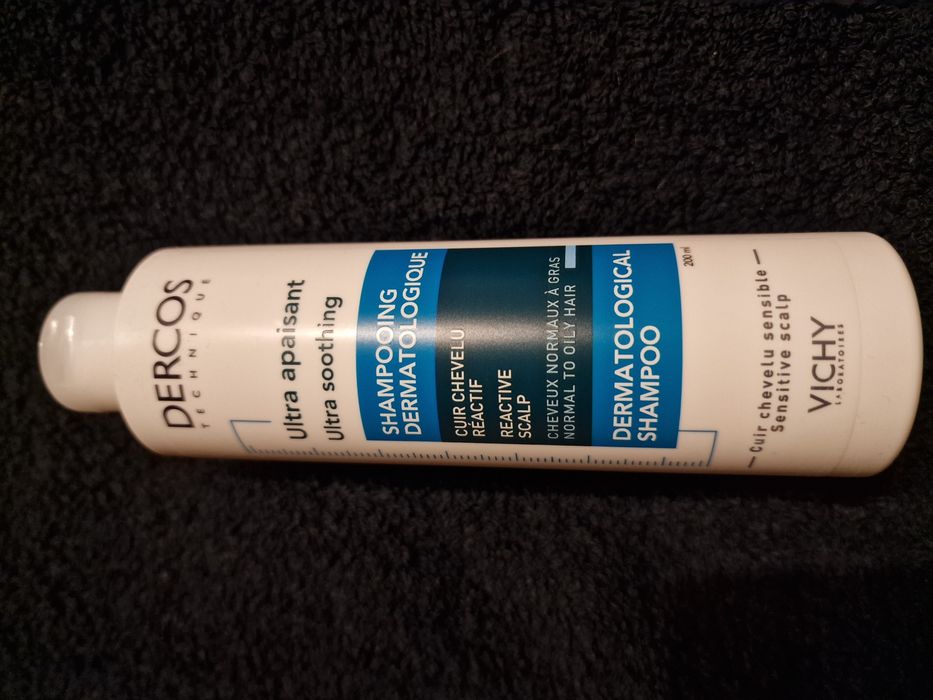 DERCOS
TECHNIQUE
Ultra apaisant
Ultra soothing
SHAMPOOING
DERMATOLOGIQUE
CUIR CHEVELU
RÉACTIF
REACTIVE
SCALP
CHEVEUX NORMAUX À GRAS
NORMAL TO OILY HAIR
DERMATOLOGICAL
SHAMPOO
200 ml
— Cuir chevelu sensible —
Sensitive scalp
VICHY
LABORATOIRES